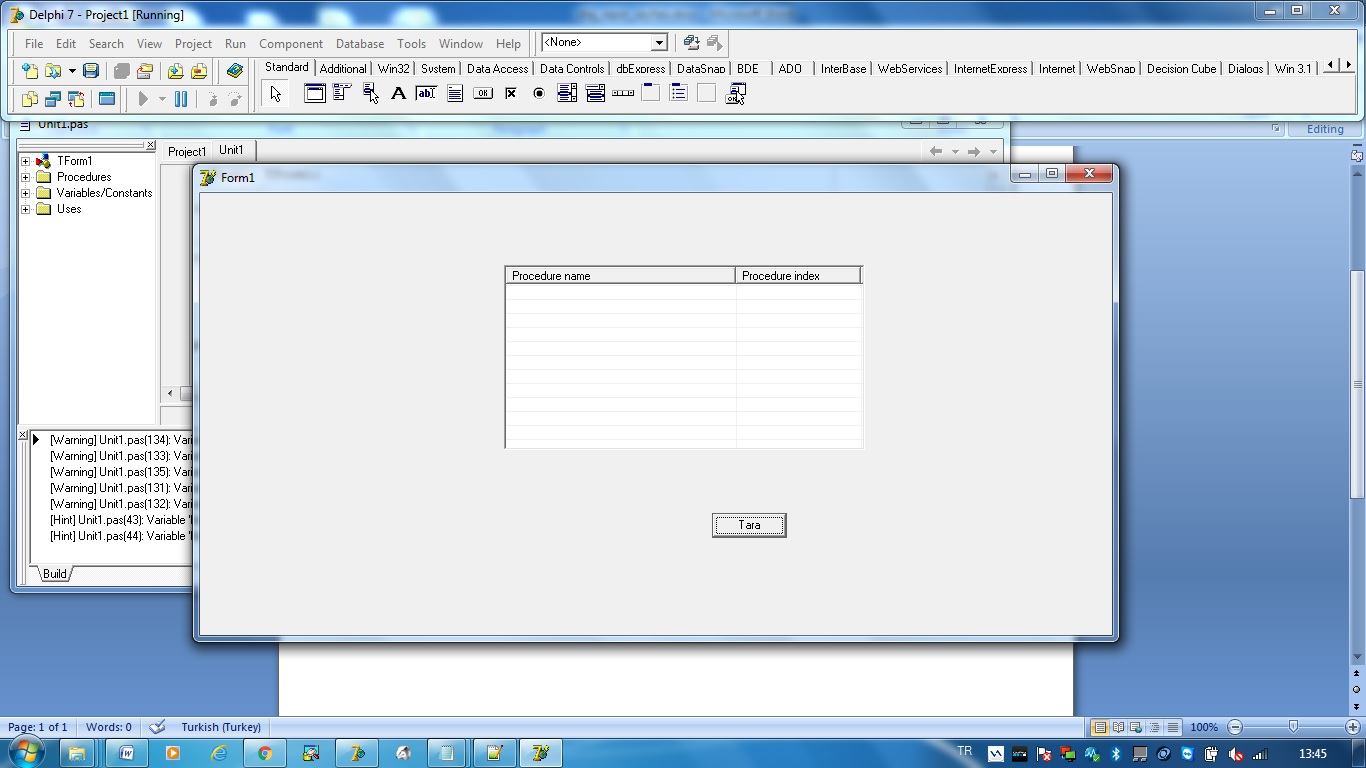 Delphi 7 - Project1 [Running]
File Edit Search View Project Run Component Database Tools Window Help
<None>
Standard Additional Win32 System Data Access Data Controls dbExpress DataSnap BDE ADO InterBase WebServices InternetExpress Internet WebSnap Decision Cube Dialogs Win 3.1
Unit1.pas
Editing
Project1 Unit1
TForm1
Procedures
Variables/Constants
Uses
Form1
Procedure name Procedure index
[Warning] Unit1.pas(134): Vari
[Warning] Unit1.pas(133): Vari
[Warning] Unit1.pas(135): Vari
[Warning] Unit1.pas(131): Vari
[Warning] Unit1.pas(132): Vari
[Hint] Unit1.pas(43): Variable
[Hint] Unit1.pas(44): Variable
Tara
Build
Page: 1 of 1 Words: 0 Turkish (Turkey) 100%
TR 13:45